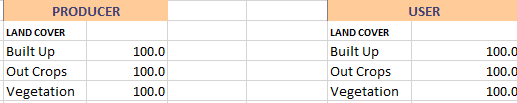 PRODUCER USER
LAND COVER LAND COVER
Built Up 100.0 Built Up 100.0
Out Crops 100.0 Out Crops 100.0
Vegetation 100.0 Vegetation 100.0